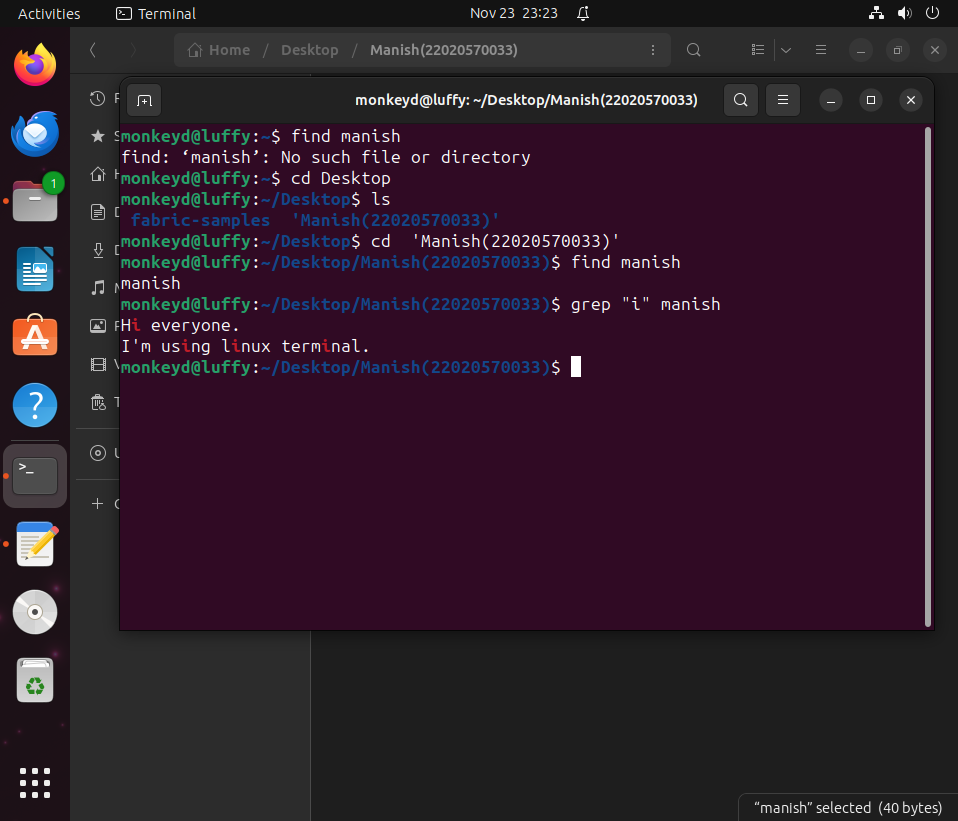 Activities
Terminal
Nov 23 23:23
Home / Desktop / Manish(22020570033)
monkeyd@luffy: ~/Desktop/Manish(22020570033)
1
monkeyd@luffy:~$ find manish
find: ‘manish’: No such file or directory
monkeyd@luffy:~$ cd Desktop
monkeyd@luffy:~/Desktop$ ls
fabric-samples  'Manish(22020570033)'
monkeyd@luffy:~/Desktop$ cd  'Manish(22020570033)'
monkeyd@luffy:~/Desktop/Manish(22020570033)$ find manish
manish
monkeyd@luffy:~/Desktop/Manish(22020570033)$ grep "i" manish
Hi everyone.
I'm using linux terminal.
monkeyd@luffy:~/Desktop/Manish(22020570033)$
“manish” selected (40 bytes)